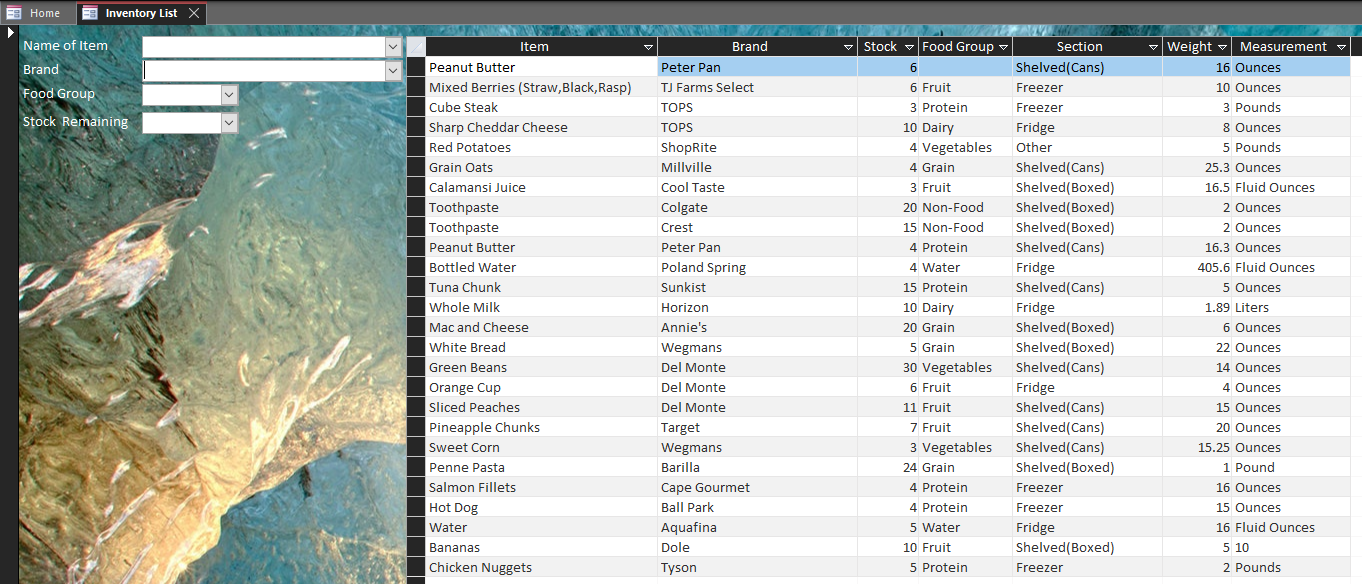 Home Inventory List
Name of Item
Brand
Food Group
Stock Remaining
Item Brand Stock Food Group Section Weight Measurement
Peanut Butter Peter Pan 6 Shelved(Cans) 16 Ounces
Mixed Berries (Straw,Black,Rasp) TJ Farms Select 6 Fruit Freezer 10 Ounces
Cube Steak TOPS 3 Protein Freezer 3 Pounds
Sharp Cheddar Cheese TOPS 10 Dairy Fridge 8 Ounces
Red Potatoes ShopRite 4 Vegetables Other 5 Pounds
Grain Oats Millville 4 Grain Shelved(Cans) 25.3 Ounces
Calamansi Juice Cool Taste 3 Fruit Shelved(Boxed) 16.5 Fluid Ounces
Toothpaste Colgate 20 Non-Food Shelved(Boxed) 2 Ounces
Toothpaste Crest 15 Non-Food Shelved(Boxed) 2 Ounces
Peanut Butter Peter Pan 4 Protein Shelved(Cans) 16.3 Ounces
Bottled Water Poland Spring 4 Water Fridge 405.6 Fluid Ounces
Tuna Chunk Sunkist 15 Protein Shelved(Cans) 5 Ounces
Whole Milk Horizon 10 Dairy Fridge 1.89 Liters
Mac and Cheese Annie's 20 Grain Shelved(Boxed) 6 Ounces
White Bread Wegmans 5 Grain Shelved(Boxed) 22 Ounces
Green Beans Del Monte 30 Vegetables Shelved(Cans) 14 Ounces
Orange Cup Del Monte 6 Fruit Fridge 4 Ounces
Sliced Peaches Del Monte 11 Fruit Shelved(Cans) 15 Ounces
Pineapple Chunks Target 7 Fruit Shelved(Cans) 20 Ounces
Sweet Corn Wegmans 3 Vegetables Shelved(Cans) 15.25 Ounces
Penne Pasta Barilla 24 Grain Shelved(Boxed) 1 Pound
Salmon Fillets Cape Gourmet 4 Protein Freezer 16 Ounces
Hot Dog Ball Park 4 Protein Freezer 15 Ounces
Water Aquafina 5 Water Fridge 16 Fluid Ounces
Bananas Dole 10 Fruit Shelved(Boxed) 5 10
Chicken Nuggets Tyson 5 Protein Freezer 2 Pounds